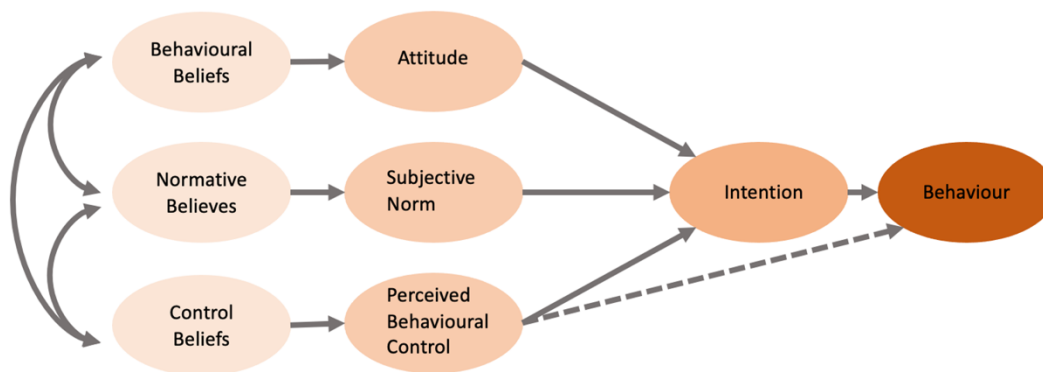 Behavioural
Beliefs
Attitude
Normative
Believes
Subjective
Norm
Intention
Behaviour
Control
Beliefs
Perceived
Behavioural
Control